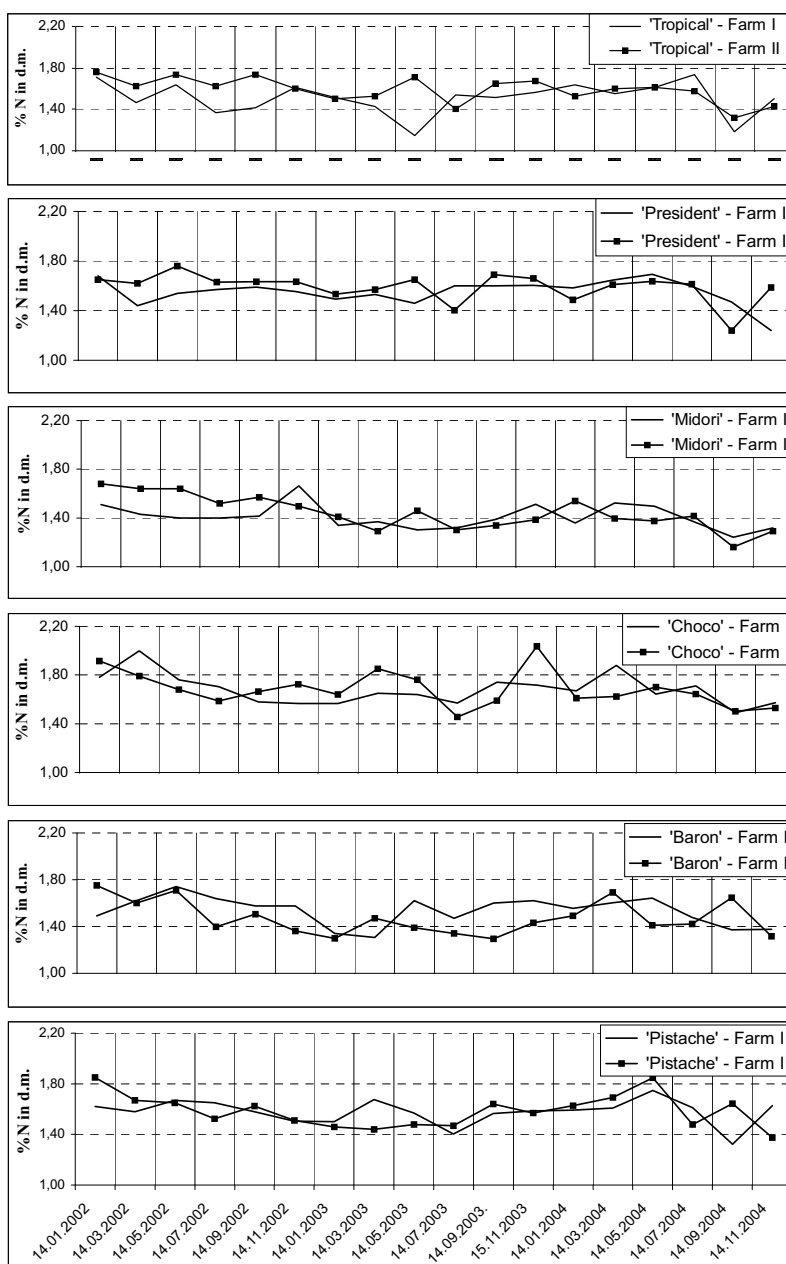 2,20
1,80
1,40
1,00
% N in d.m.
'Tropical' - Farm I
'Tropical' - Farm II
2,20
1,80
1,40
1,00
% N in d.m.
'President' - Farm I
'President' - Farm I
2,20
1,80
1,40
1,00
%N in d.m.
'Midori' - Farm I
'Midori' - Farm I
2,20
1,80
1,40
1,00
%N in d.m.
'Choco' - Farm
'Choco' - Farm
2,20
1,80
1,40
1,00
%N in d.m.
'Baron' - Farm I
'Baron' - Farm I
2,20
1,80
1,40
1,00
%N in d.m.
'Pistache' - Farm I
'Pistache' - Farm I
14.01.2002
14.03.2002
14.05.2002
14.07.2002
14.09.2002
14.11.2002
14.01.2003
14.03.2003
14.05.2003
14.07.2003
14.09.2003.
15.11.2003
14.01.2004
14.03.2004
14.05.2004
14.07.2004
14.09.2004
14.11.2004